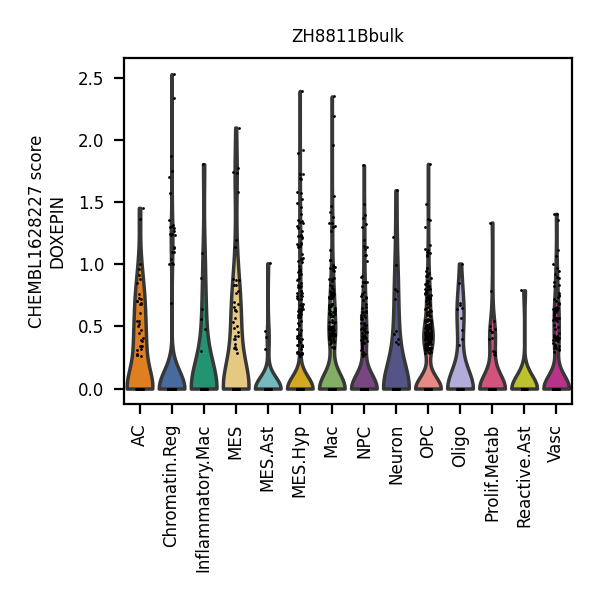 ZH8811Bbulk
CHEMBL1628227 score
DOXEPIN
2.5
2.0
1.5
1.0
0.5
0.0
AC
Chromatin.Reg
Inflammatory.Mac
MES
MES.Ast
MES.Hyp
Mac
NPC
Neuron
OPC
Oligo
Prolif.Metab
Reactive.Ast
Vasc